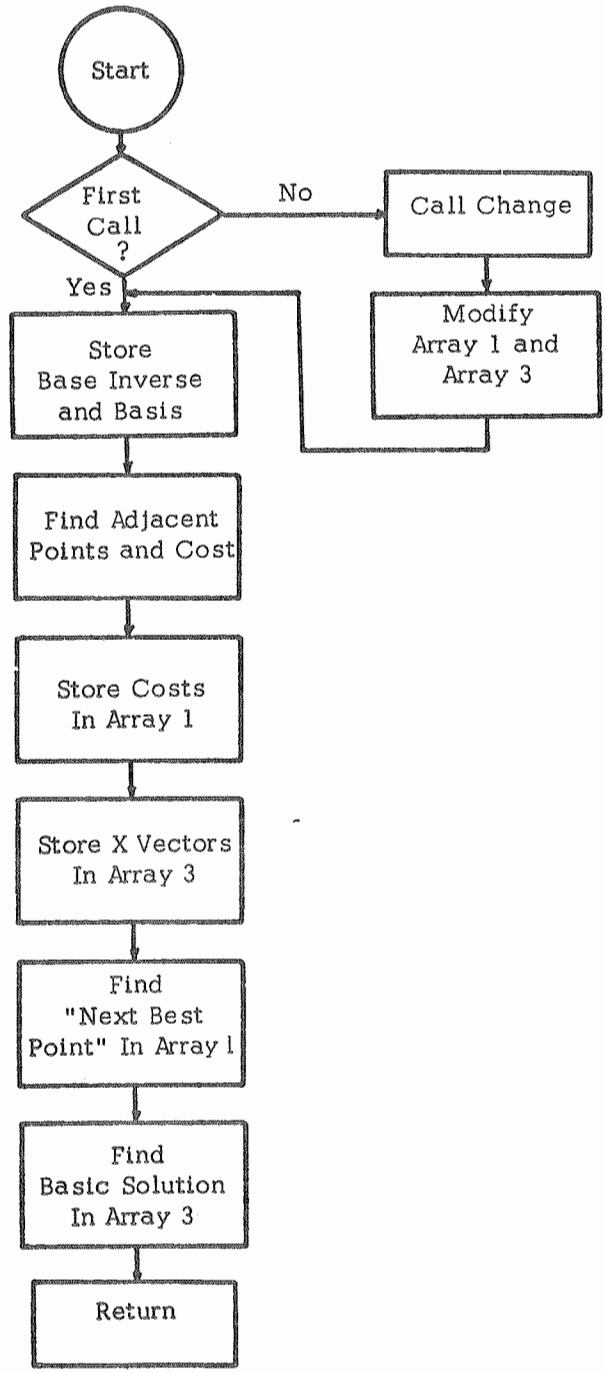 Start
First
Call
?
No
Call Change
Yes
Modify
Array 1 and
Array 3
Store
Base Inverse
and Basis
Find Adjacent
Points and Cost
Store Costs
In Array 1
Store X Vectors
In Array 3
Find
"Next Best
Point" In Array 1
Find
Basic Solution
In Array 3
Return